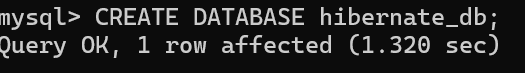 mysql> CREATE DATABASE hibernate_db;
Query OK, 1 row affected (1.320 sec)